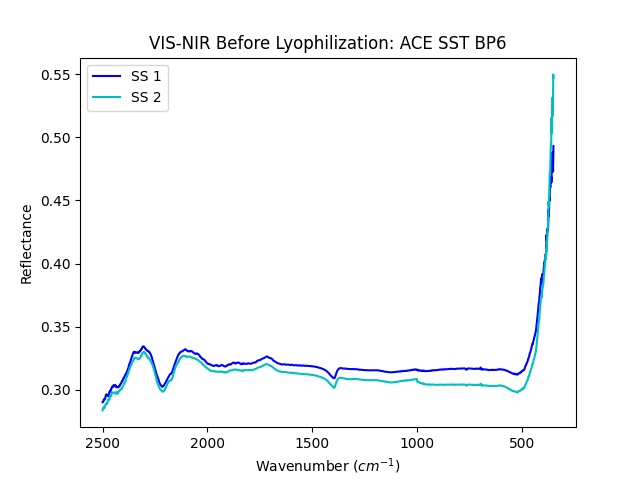 VIS-NIR Before Lyophilization: ACE SST BP6
SS 1
SS 2
0.55
0.50
0.45
0.40
0.35
0.30
Reflectance
2500 2000 1500 1000 500
Wavenumber (cm⁻¹)